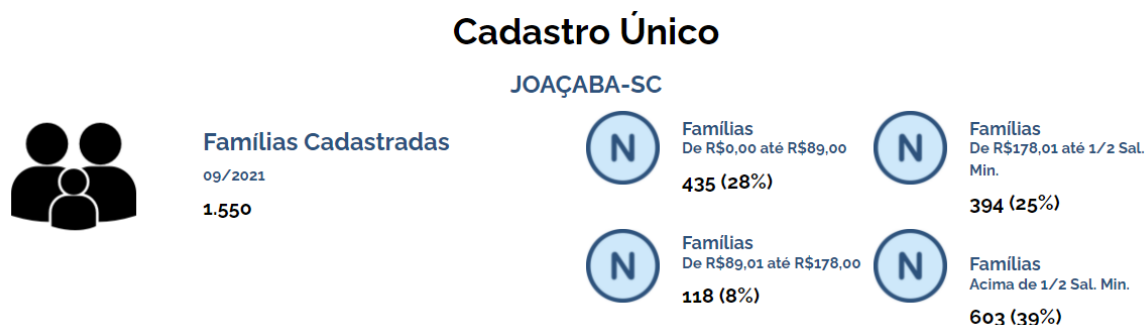 Cadastro Único
JOAÇABA-SC
Famílias Cadastradas
09/2021
1.550
N
Famílias
De R$0,00 até R$89,00
435 (28%)
N
Famílias
De R$178,01 até 1/2 Sal.
Min.
394 (25%)
N
Famílias
De R$89,01 até R$178,00
118 (8%)
N
Famílias
Acima de 1/2 Sal. Min.
603 (39%)